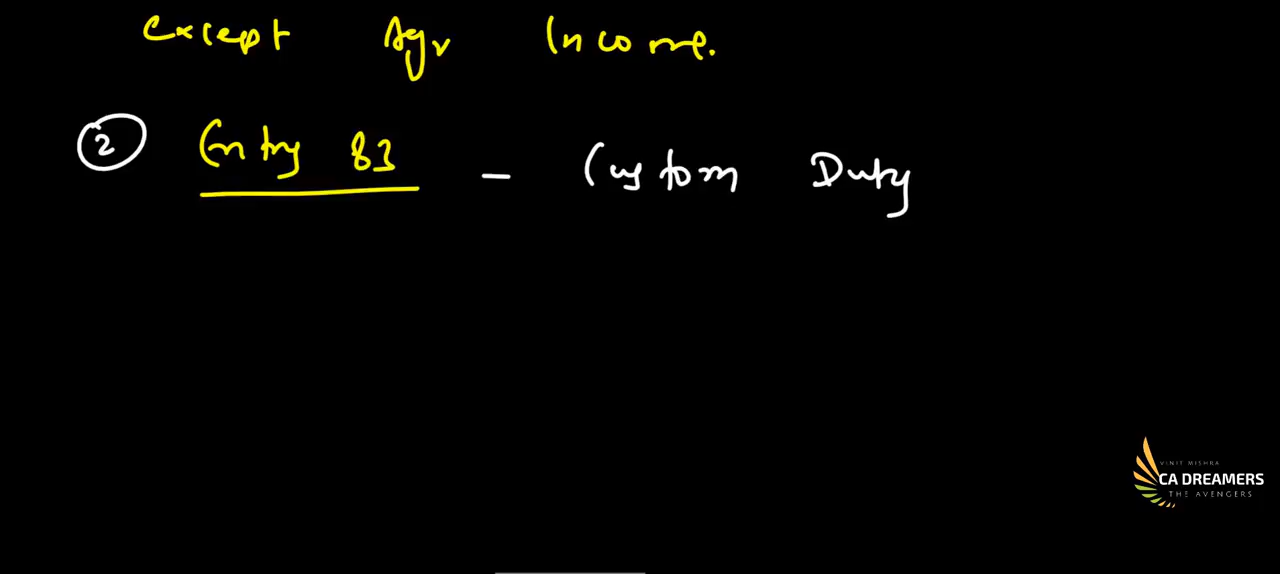 Except Agr Income.
2 Entry 83 - Custom Duty
VINIT MISHRA
CA DREAMERS
THE AVENGERS